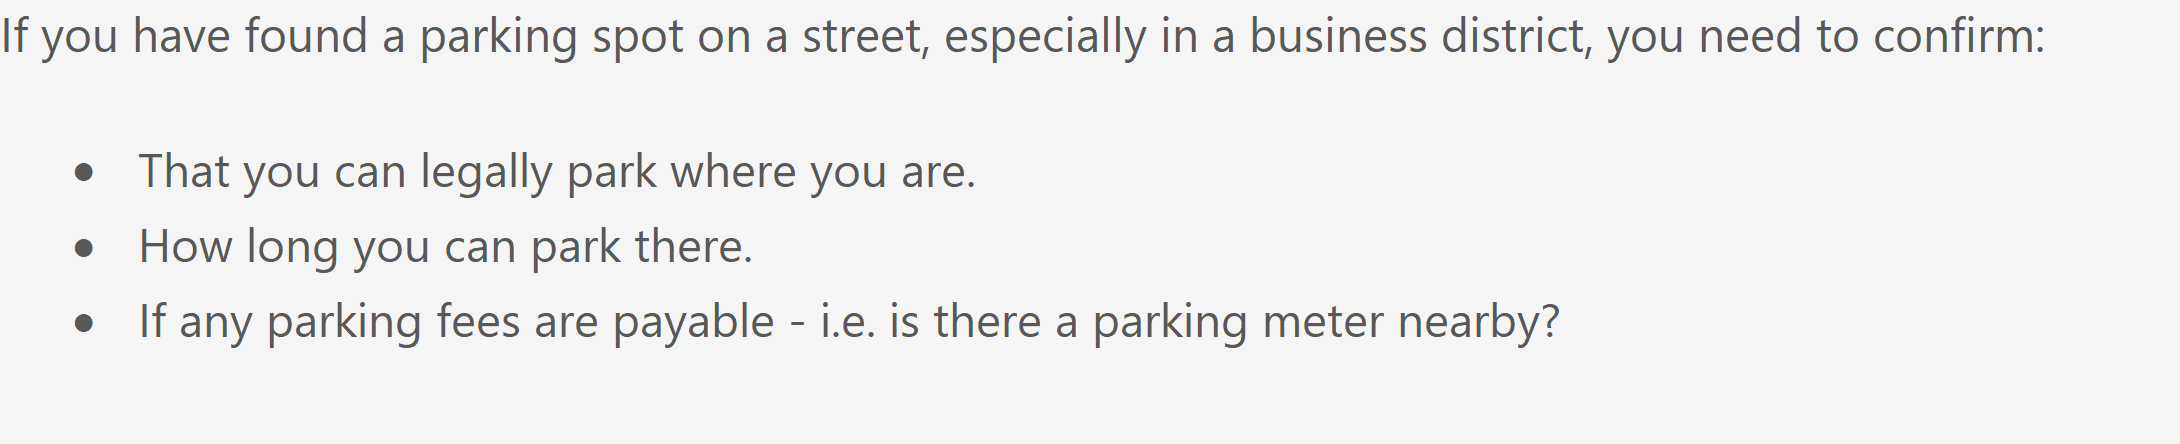 If you have found a parking spot on a street, especially in a business district, you need to confirm:
● That you can legally park where you are.
● How long you can park there.
● If any parking fees are payable - i.e. is there a parking meter nearby?